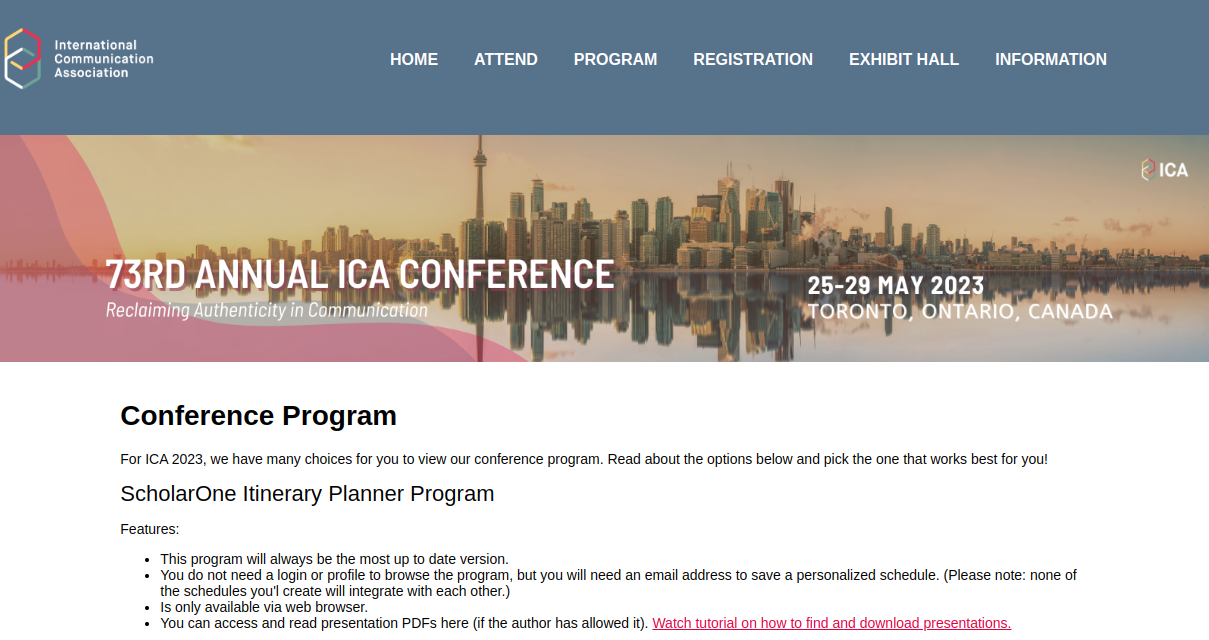 International
Communication
Association
HOME ATTEND PROGRAM REGISTRATION EXHIBIT HALL INFORMATION
ICA
73RD ANNUAL ICA CONFERENCE
Reclaiming Authenticity in Communication
25-29 MAY 2023
TORONTO, ONTARIO, CANADA
Conference Program
For ICA 2023, we have many choices for you to view our conference program. Read about the options below and pick the one that works best for you!
ScholarOne Itinerary Planner Program
Features:
• This program will always be the most up to date version.
• You do not need a login or profile to browse the program, but you will need an email address to save a personalized schedule. (Please note: none of
the schedules you'l create will integrate with each other.)
• Is only available via web browser.
• You can access and read presentation PDFs here (if the author has allowed it). Watch tutorial on how to find and download presentations.